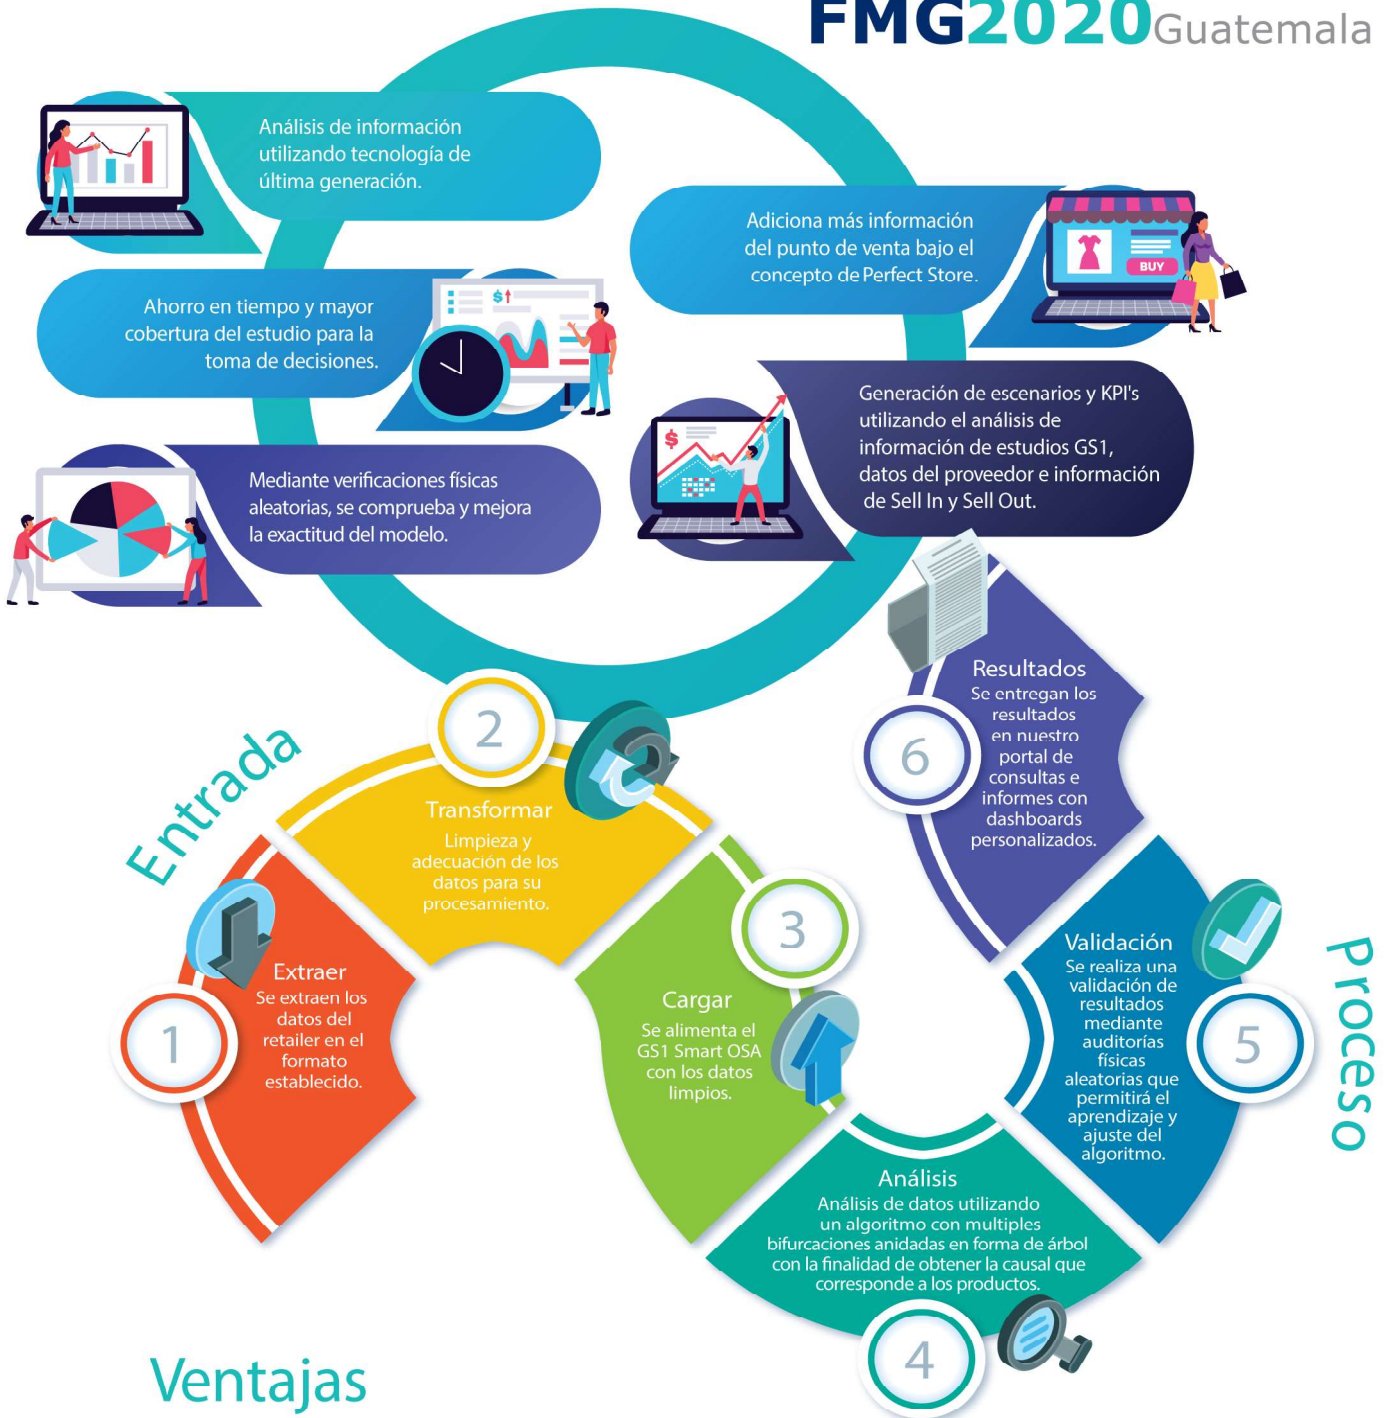 FMG2020Guatemala
Análisis de información
utilizando tecnología de
última generación.
Adiciona más información
del punto de venta bajo el
concepto de Perfect Store.
BUY
Ahorro en tiempo y mayor
cobertura del estudio para la
toma de decisiones.
$
Generación de escenarios y KPI's
utilizando el análisis de
información de estudios GS1,
datos del proveedor e información
de Sell In y Sell Out.
$
Mediante verificaciones físicas
aleatorias, se comprueba y mejora
la exactitud del modelo.
Entrada
1
Extraer
Se extraen los
datos del
retailer en el
formato
establecido.
2
Transformar
Limpieza y
adecuación de los
datos para su
procesamiento.
3
Cargar
Se alimenta el
GS1 Smart OSA
con los datos
limpios.
4
Análisis
Análisis de datos utilizando
un algoritmo con multiples
bifurcaciones anidadas en forma de árbol
con la finalidad de obtener la causal que
corresponde a los productos.
Proceso
5
Validación
Se realiza una
validación de
resultados
mediante
auditorías
físicas
aleatorias que
permitirá el
aprendizaje y
ajuste del
algoritmo.
6
Resultados
Se entregan los
resultados
en nuestro
portal de
consultas e
informes con
dashboards
personalizados.
Ventajas